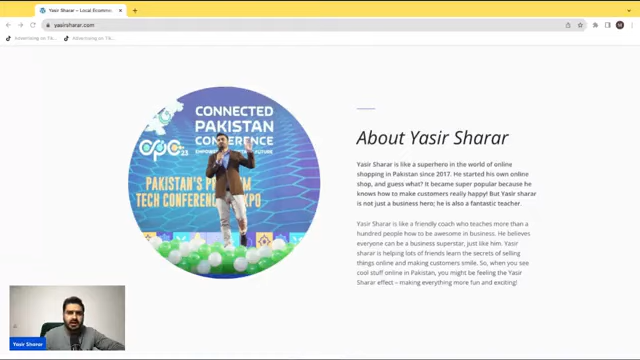 Yasir Sharar – Local Ecomme...
yasirsharar.com
Advertising on Tik...
Advertising on Tik...
CONNECTED
PAKISTAN
CONFERENCE
PAKISTAN'S
TECH CONFERENCE
EXPO
About Yasir Sharar
Yasir Sharar is like a superhero in the world of online
shopping in Pakistan since 2017. He started his own online
shop, and guess what? It became super popular because he
knows how to make customers really happy! But Yasir sharar
is not just a business hero; he is also a fantastic teacher.
Yasir Sharar is like a friendly coach who teaches more than a
hundred people how to be awesome in business. He believes
everyone can be a business superstar, just like him. Yasir
sharar is helping lots of friends learn the secrets of selling
things online and making customers smile. So, when you see
cool stuff online in Pakistan, you might be feeling the Yasir
Sharar effect – making everything more fun and exciting!
Yasir Sharar